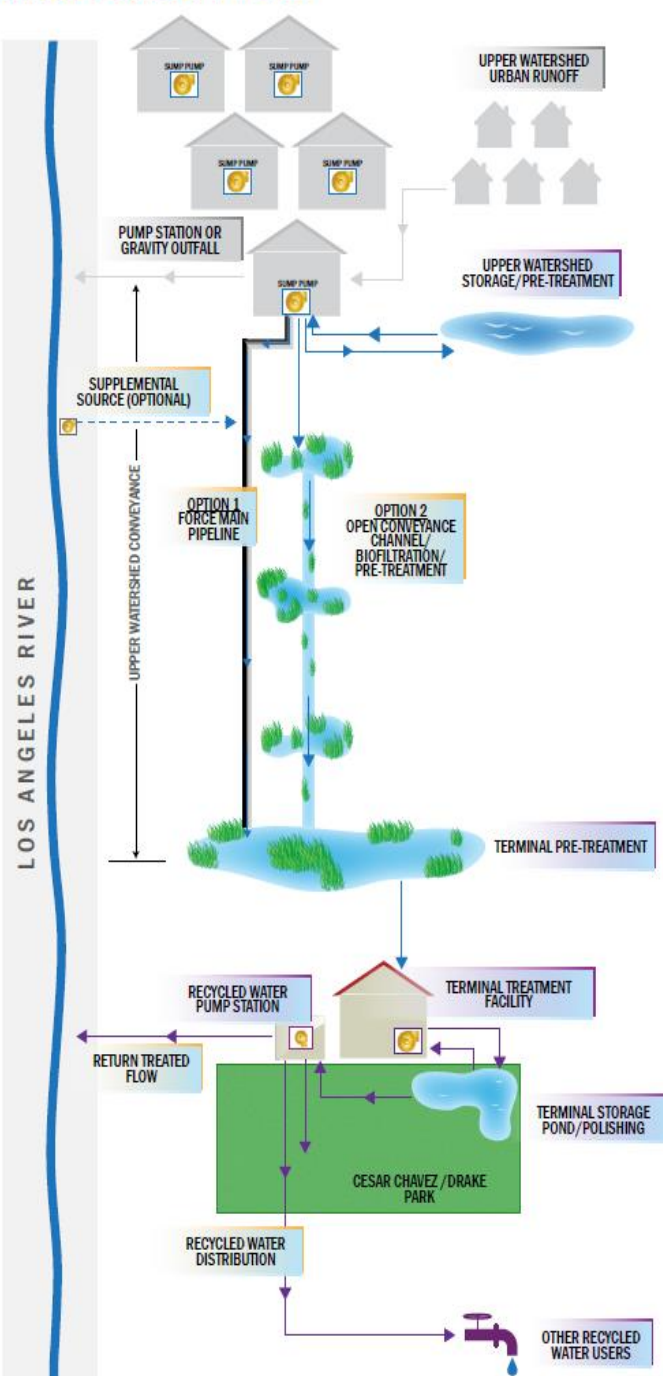 SUMP PUMP
SUMP PUMP
UPPER WATERSHED
URBAN RUNOFF
SUMP PUMP
SUMP PUMP
PUMP STATION OR
GRAVITY OUTFALL
UPPER WATERSHED
STORAGE/PRE-TREATMENT
SUMP PUMP
SUPPLEMENTAL
SOURCE (OPTIONAL)
UPPER WATERSHED CONVEYANCE
OPTION 1
FORCE MAIN
PIPELINE
OPTION 2
OPEN CONVEYANCE
CHANNEL/
BIOFILTRATION/
PRE-TREATMENT
LOS ANGELES RIVER
TERMINAL PRE-TREATMENT
RECYCLED WATER
PUMP STATION
TERMINAL TREATMENT
FACILITY
RETURN TREATED
FLOW
TERMINAL STORAGE
POND/POLISHING
CESAR CHAVEZ / DRAKE
PARK
RECYCLED WATER
DISTRIBUTION
OTHER RECYCLED
WATER USERS